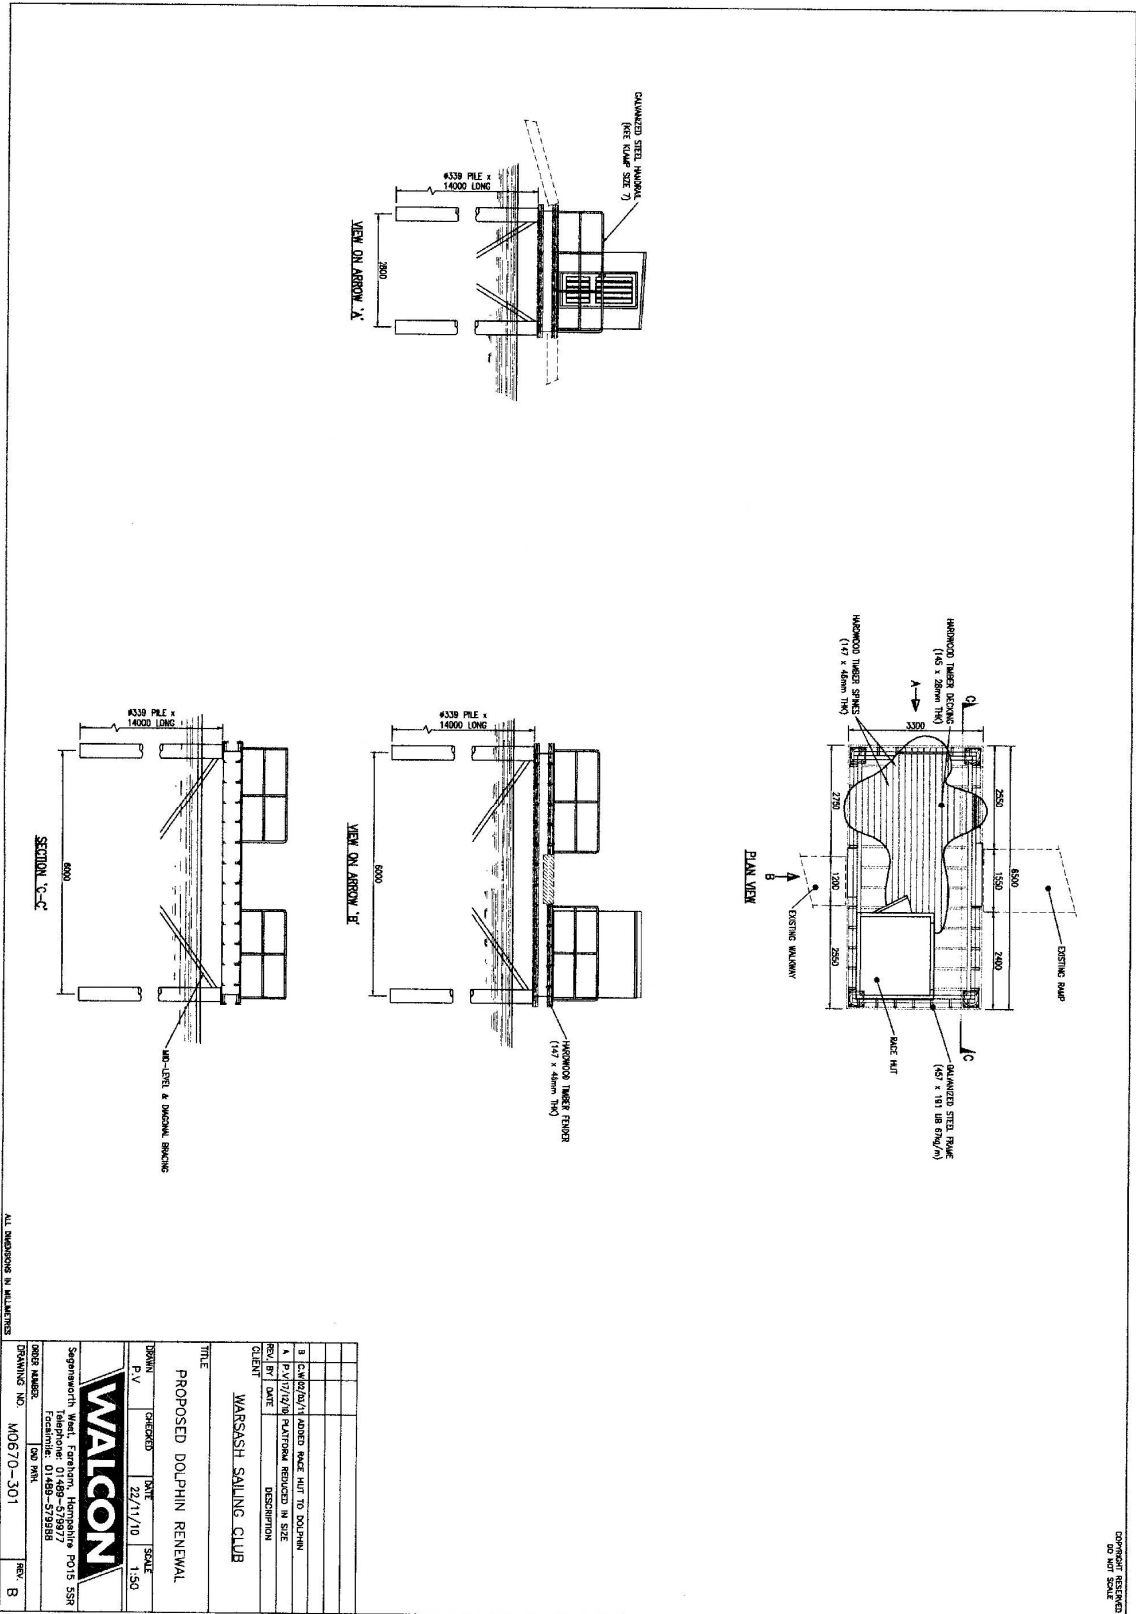 COPYRIGHT RESERVED
DO NOT SCALE
GALVANIZED STEEL HANDRAIL
(KEE KLAMP SIZE 7)
ø339 PILE x
14000 LONG
2800
VIEW ON ARROW 'A'
HARDWOOD TIMBER DECKING
(145 x 28mm THK)
HARDWOOD TIMBER SPINES
(147 x 48mm THK)
A
C
3300
6500
2550
1550
2400
2750
1200
2550
B
PLAN VIEW
EXISTING RAMP
EXISTING WALKWAY
RACE HUT
C
GALVANIZED STEEL FRAME
(457 x 191 UB 67kg/m)
ø339 PILE x
14000 LONG
6000
VIEW ON ARROW 'B'
HARDWOOD TIMBER FENDER
(147 x 48mm THK)
ø339 PILE x
14000 LONG
6000
SECTION 'C-C'
MID-LEVEL & DIAGONAL BRACING
ALL DIMENSIONS IN MILLIMETRES
B C.W 02/03/11 ADDED RACE HUT TO DOLPHIN
A P.V 17/12/10 PLATFORM REDUCED IN SIZE
REV. BY DATE DESCRIPTION
CLIENT
WARSASH SAILING CLUB
TITLE
PROPOSED DOLPHIN RENEWAL
DRAWN CHECKED DATE SCALE
P.V 22/11/10 1:50
WALCON
Segensworth West, Fareham, Hampshire PO15 5SR
Telephone: 01489-579977
Facsimile: 01489-579988
ORDER NUMBER. CAD PATH.
DRAWING NO. M0670-301 REV. B